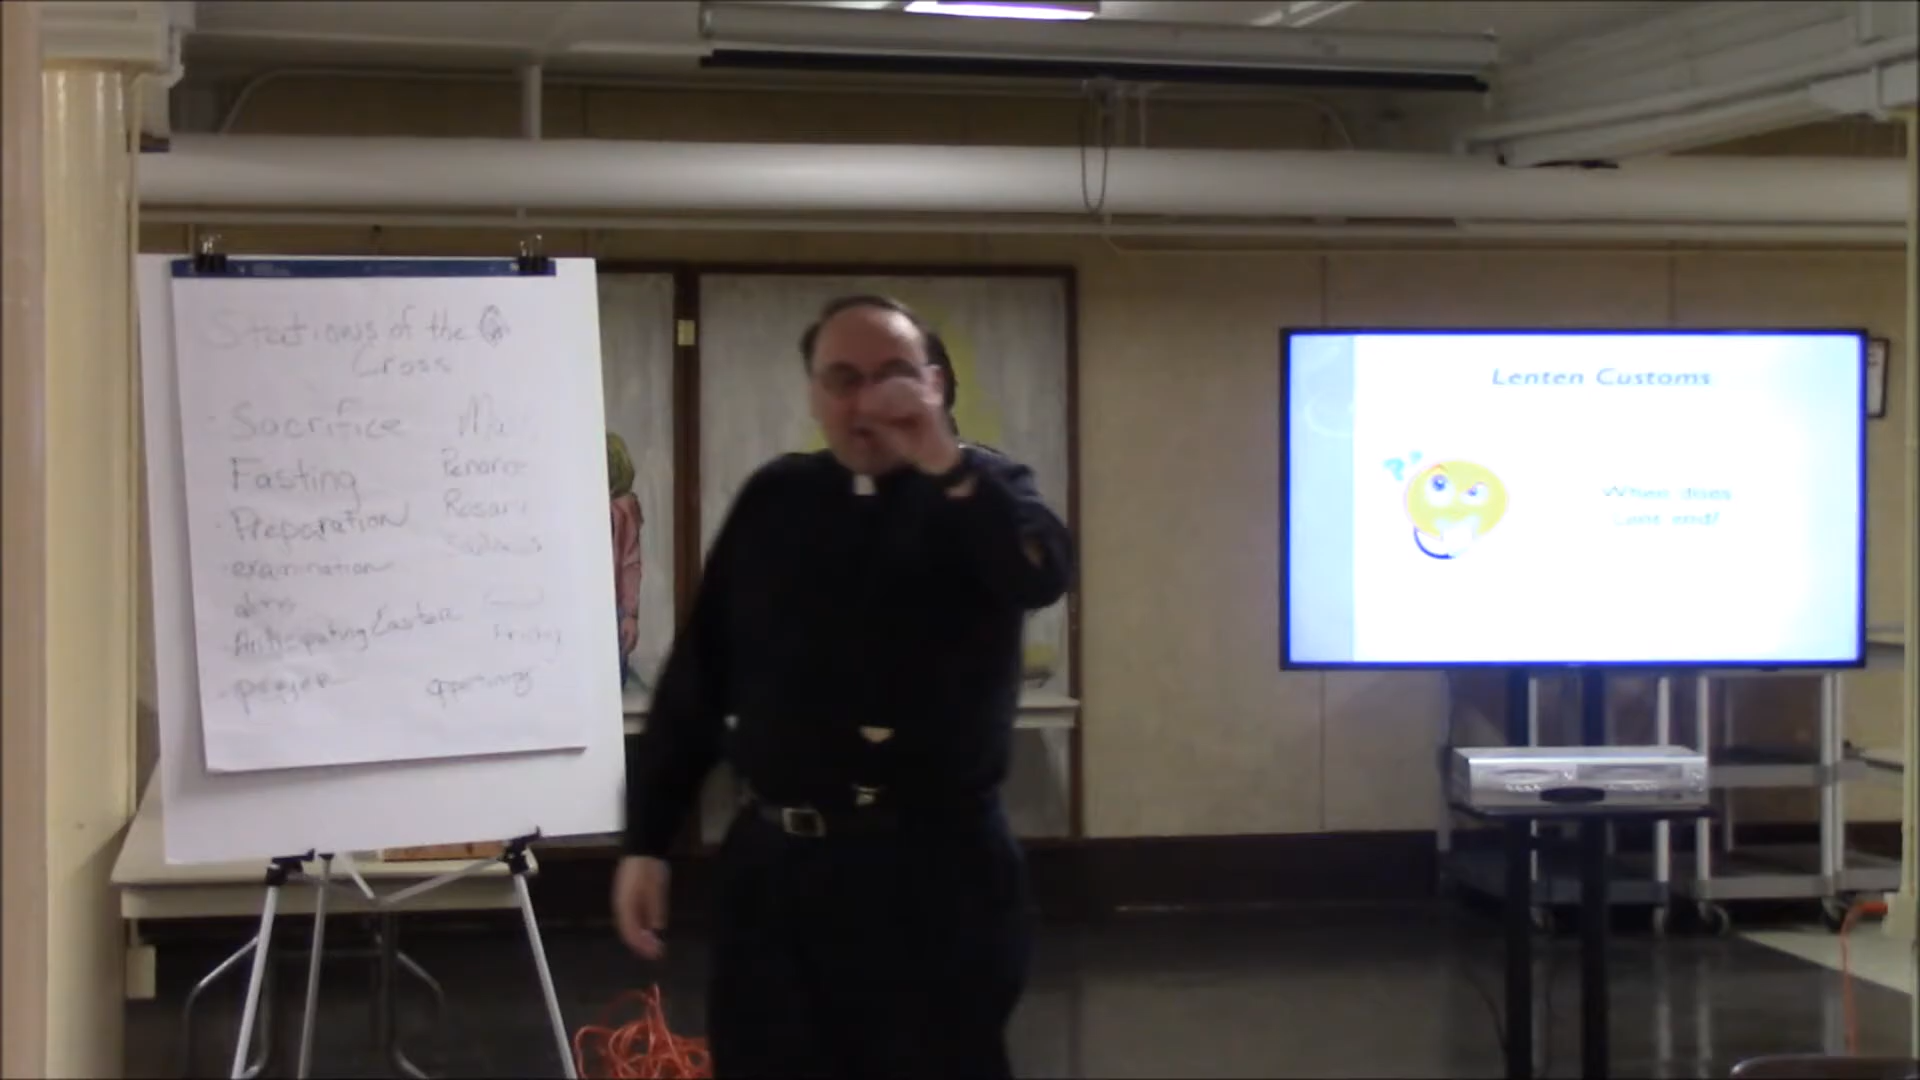 Stations of the
Cross
Sacrifice
Fasting
Preparation
examination
alms
Anticipating Easter
prayer
Penance
Rosary
Friday
Lenten Customs
When does
Lent end?